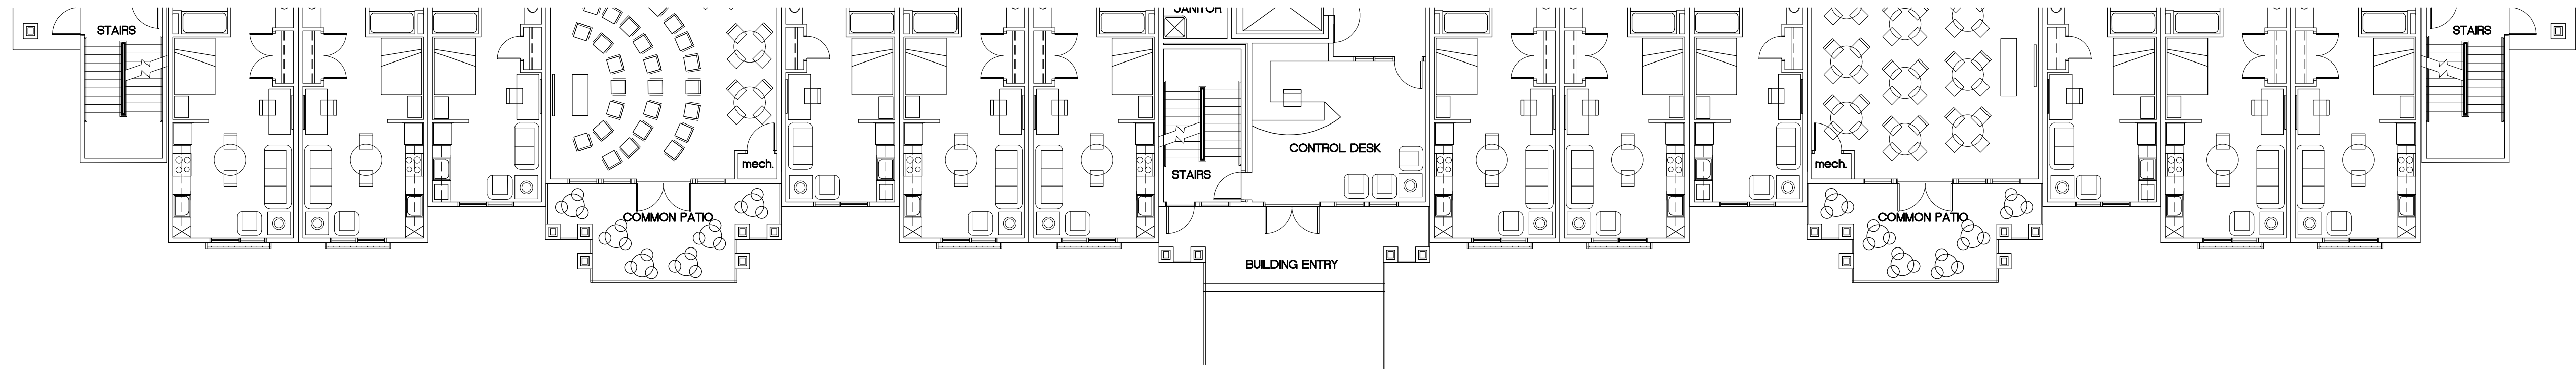 JANITOR
STAIRS
STAIRS
CONTROL DESK
mech.
mech.
STAIRS
COMMON PATIO
COMMON PATIO
BUILDING ENTRY